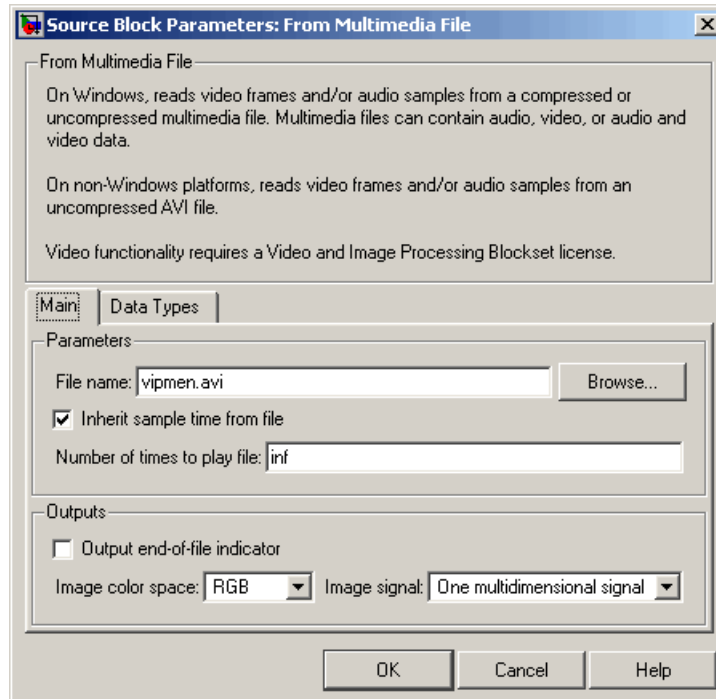 Source Block Parameters: From Multimedia File
From Multimedia File
On Windows, reads video frames and/or audio samples from a compressed or
uncompressed multimedia file. Multimedia files can contain audio, video, or audio and
video data.
On non-Windows platforms, reads video frames and/or audio samples from an
uncompressed AVI file.
Video functionality requires a Video and Image Processing Blockset license.
Main Data Types
Parameters
File name: vipmen.avi Browse...
Inherit sample time from file
Number of times to play file: inf
Outputs
Output end-of-file indicator
Image color space: RGB Image signal: One multidimensional signal
OK Cancel Help